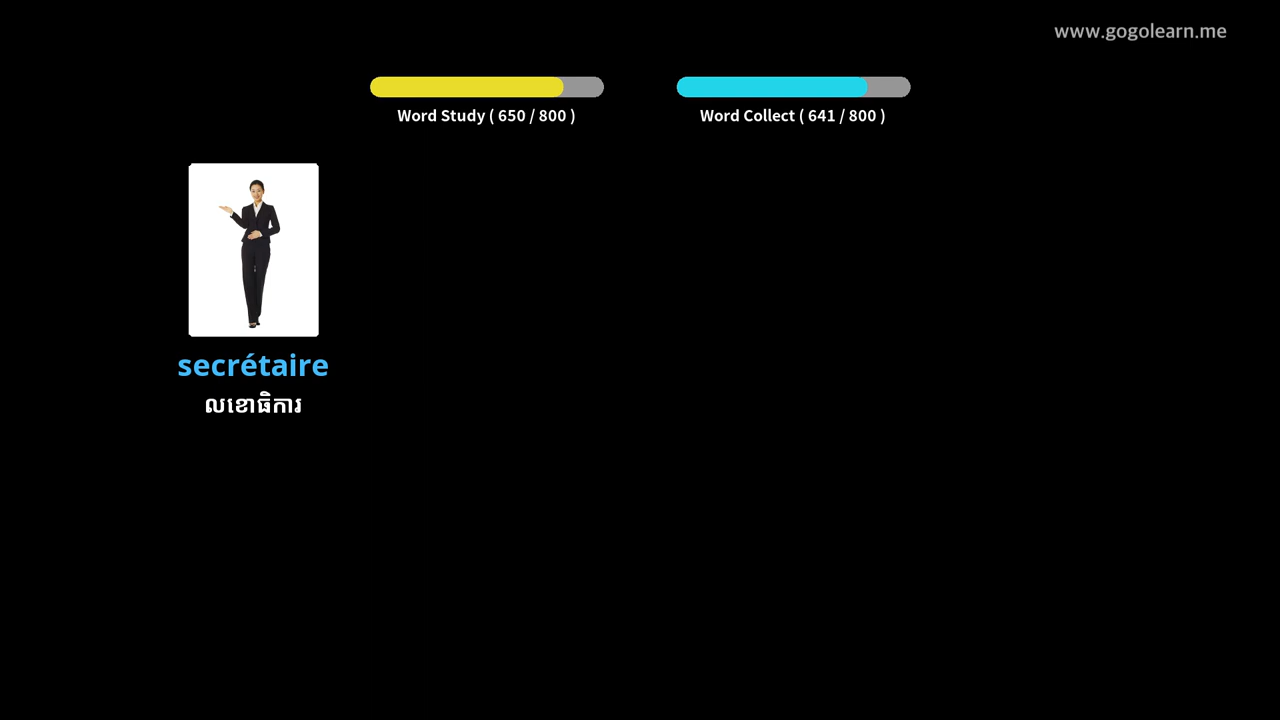 www.gogolearn.me
Word Study ( 650 / 800 )
Word Collect ( 641 / 800 )
secrétaire
លេខាធិការ